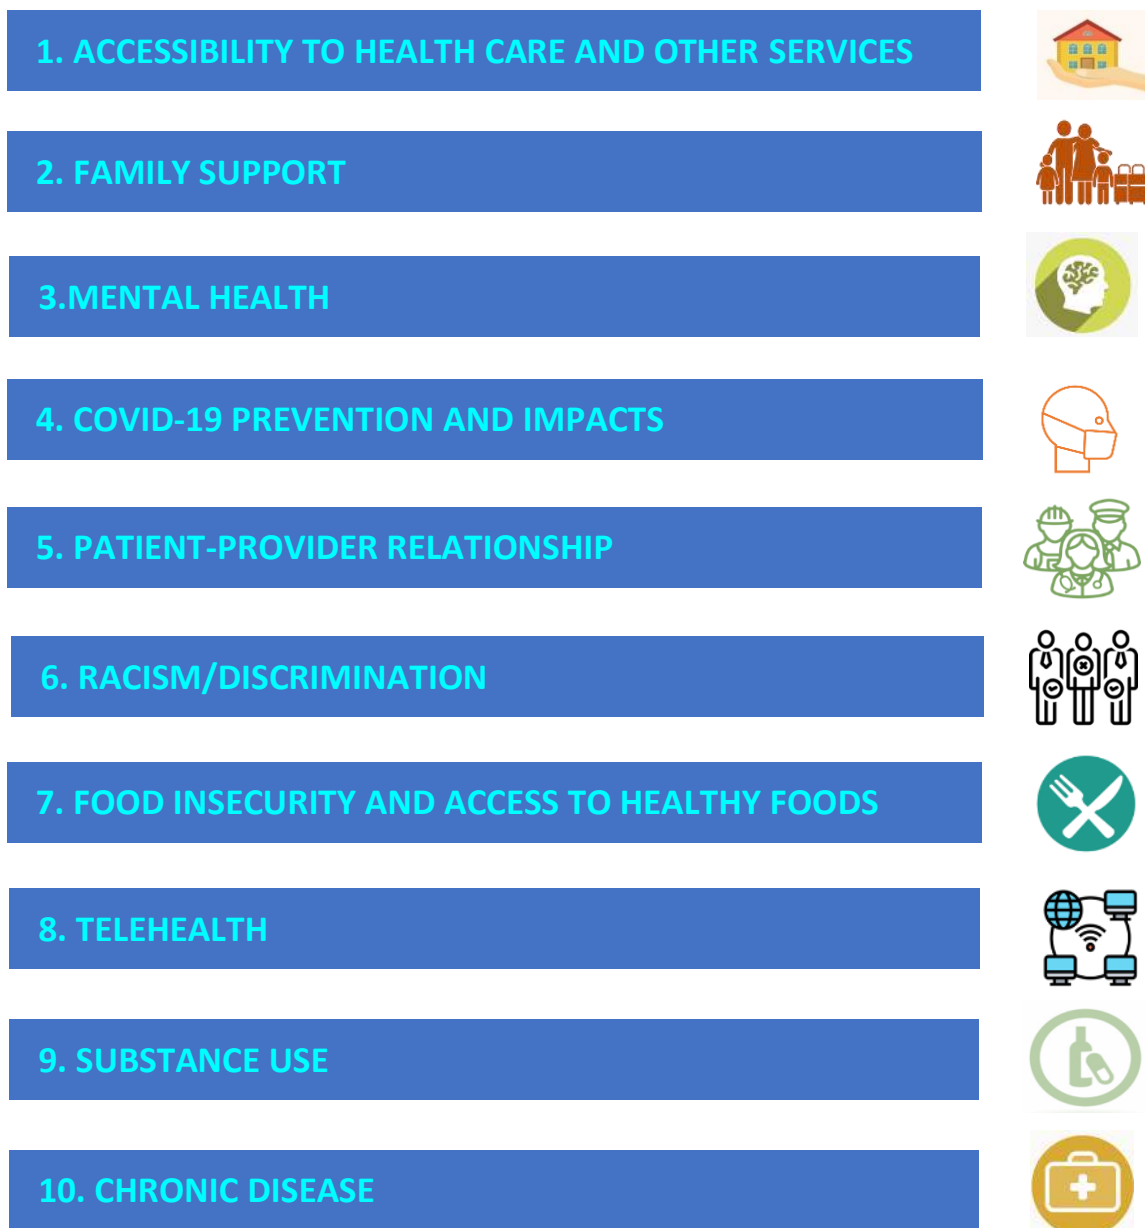 1. ACCESSIBILITY TO HEALTH CARE AND OTHER SERVICES
2. FAMILY SUPPORT
3.MENTAL HEALTH
4. COVID-19 PREVENTION AND IMPACTS
5. PATIENT-PROVIDER RELATIONSHIP
6. RACISM/DISCRIMINATION
7. FOOD INSECURITY AND ACCESS TO HEALTHY FOODS
8. TELEHEALTH
9. SUBSTANCE USE
10. CHRONIC DISEASE